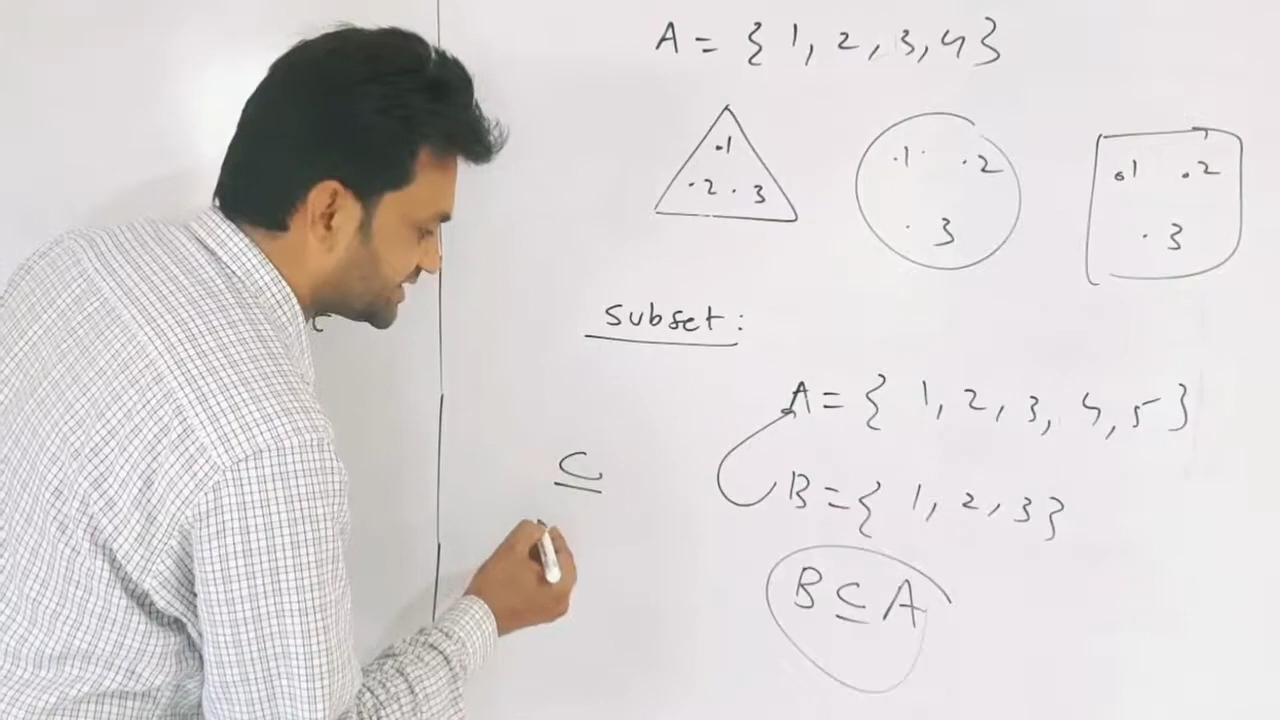 A = { 1, 2, 3, 4 }
.1
.2 .3
.1 .2
.3
.1 .2
.3
subset:
A = { 1, 2, 3, 4, 5 }
⊆
B = { 1, 2, 3 }
B ⊆ A